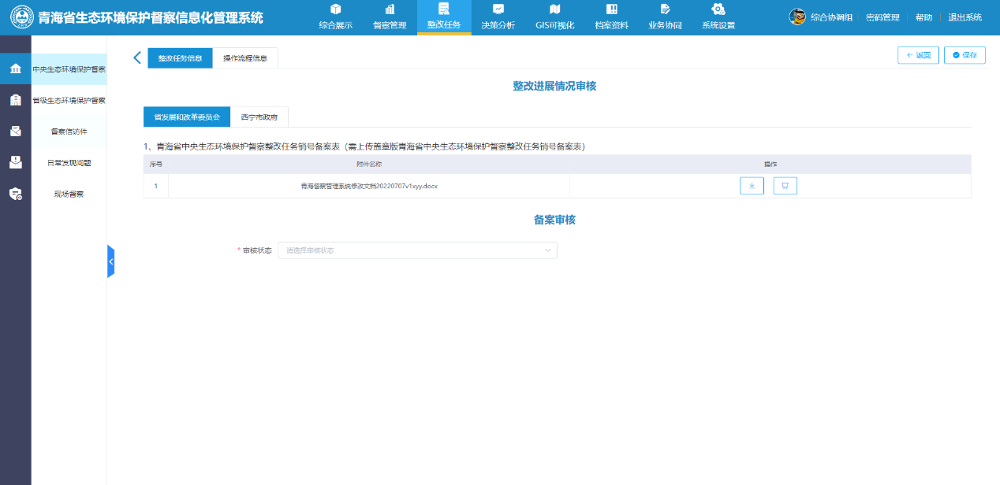 青海省生态环境保护督察信息化管理系统
综合展示
督察管理
整改任务
决策分析
GIS可视化
档案资料
业务协同
系统设置
综合协调组
密码管理
帮助
退出系统
中央生态环境保护督察
省级生态环境保护督察
督察信访件
日常发现问题
现场督察
整改任务信息
操作流程信息
返回
保存
整改进展情况审核
省发展和改革委员会
西宁市政府
1、青海省中央生态环境保护督察整改任务销号备案表（需上传盖章版青海省中央生态环境保护督察整改任务销号备案表）
序号
附件名称
操作
1
青海督察管理系统修改文档20220707v1xyy.docx
备案审核
* 审核状态
请选择审核状态